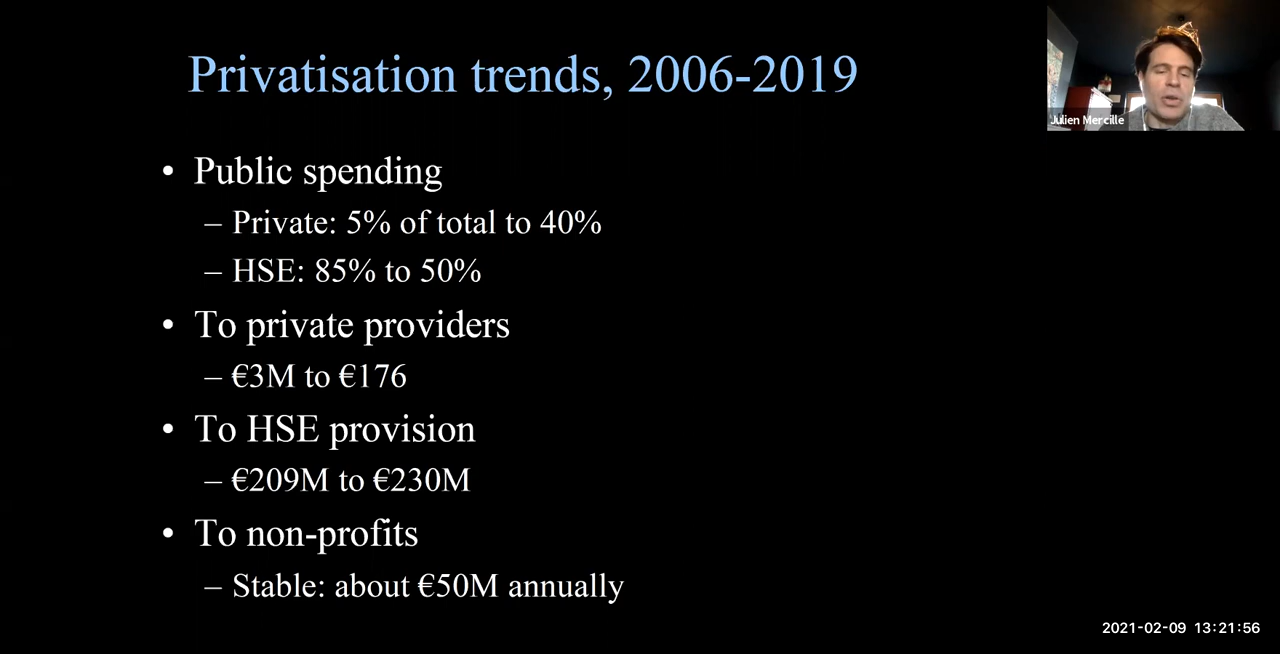 Privatisation trends, 2006-2019
Julien Mercille
• Public spending
– Private: 5% of total to 40%
– HSE: 85% to 50%
• To private providers
– €3M to €176
• To HSE provision
– €209M to €230M
• To non-profits
– Stable: about €50M annually
2021-02-09 13:21:56